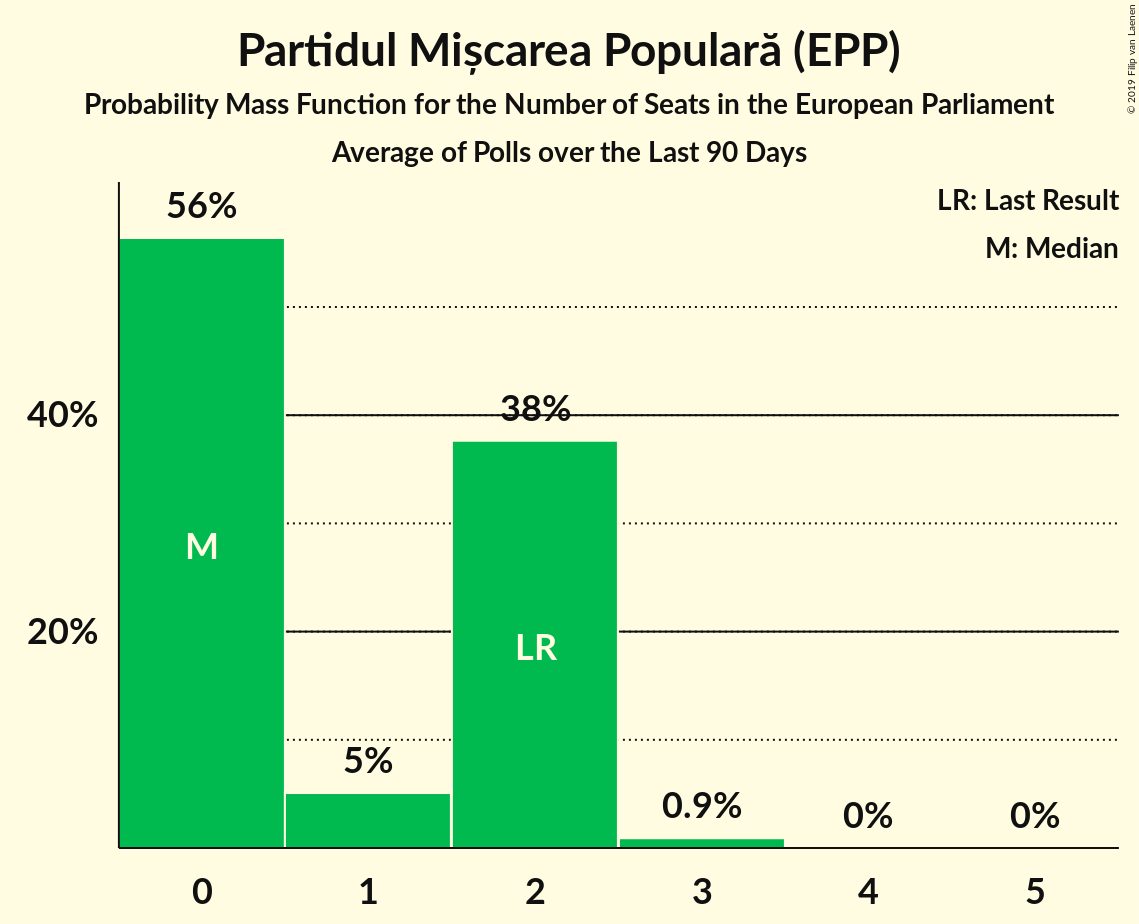 Partidul Mișcarea Populară (EPP)
Probability Mass Function for the Number of Seats in the European Parliament
Average of Polls over the Last 90 Days
© 2019 Filip van Laenen
LR: Last Result
M: Median
56%
40%
38%
M
20%
LR
5%
0.9%
0%
0%
0
1
2
3
4
5